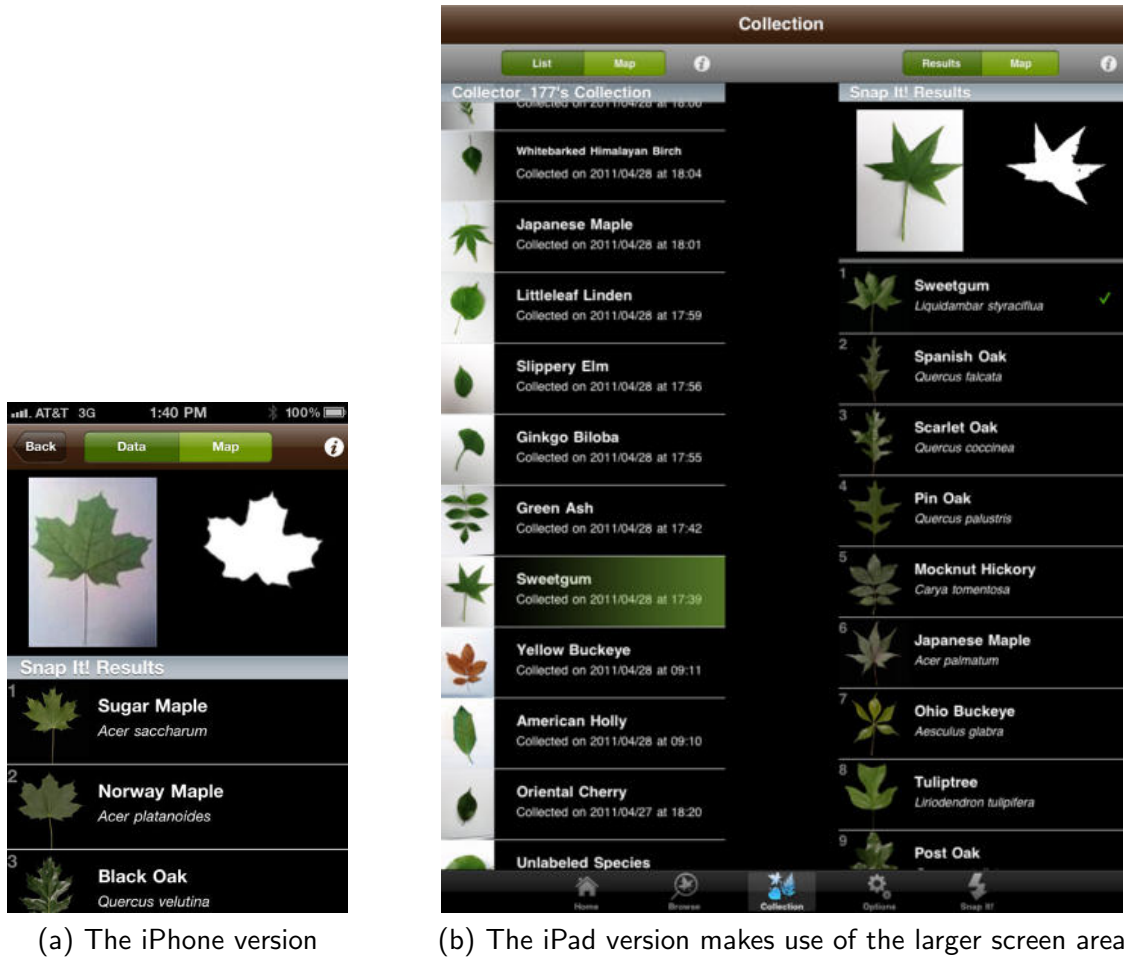 AT&T 3G 1:40 PM 100%
Back Data Map i
Snap It! Results
1 Sugar Maple
Acer saccharum
2 Norway Maple
Acer platanoides
3 Black Oak
Quercus velutina
(a) The iPhone version
Collection
List Map i
Collector_177's Collection
Collected on 2011/04/28 at 18:06
Whitebarked Himalayan Birch
Collected on 2011/04/28 at 18:04
Japanese Maple
Collected on 2011/04/28 at 18:01
Littleleaf Linden
Collected on 2011/04/28 at 17:59
Slippery Elm
Collected on 2011/04/28 at 17:56
Ginkgo Biloba
Collected on 2011/04/28 at 17:55
Green Ash
Collected on 2011/04/28 at 17:42
Sweetgum
Collected on 2011/04/28 at 17:39
Yellow Buckeye
Collected on 2011/04/28 at 09:11
American Holly
Collected on 2011/04/28 at 09:10
Oriental Cherry
Collected on 2011/04/27 at 18:20
Unlabeled Species
Results Map i
Snap It! Results
1 Sweetgum
Liquidambar styraciflua
2 Spanish Oak
Quercus falcata
3 Scarlet Oak
Quercus coccinea
4 Pin Oak
Quercus palustris
5 Mocknut Hickory
Carya tomentosa
6 Japanese Maple
Acer palmatum
7 Ohio Buckeye
Aesculus glabra
8 Tuliptree
Liriodendron tulipifera
9 Post Oak
Home Browse Collection Options Snap It!
(b) The iPad version makes use of the larger screen area